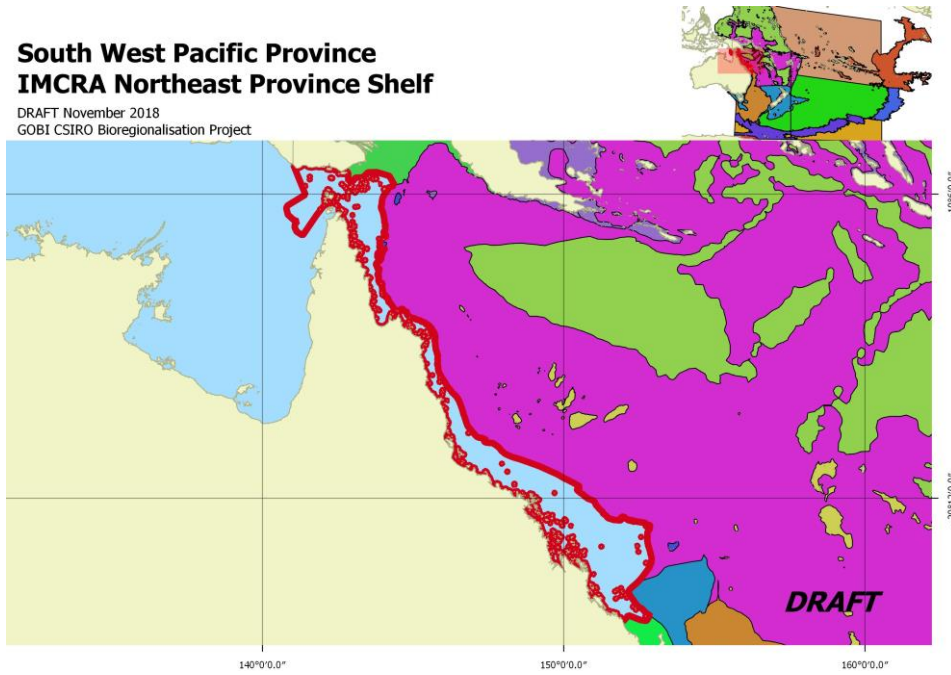 South West Pacific Province
IMCRA Northeast Province Shelf
DRAFT November 2018
GOBI CSIRO Bioregionalisation Project
DRAFT
140°0'0.0"
150°0'0.0"
160°0'0.0"